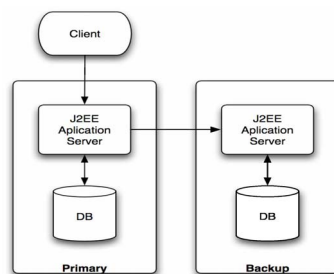 Client
J2EE
Aplication
Server
J2EE
Aplication
Server
DB
DB
Primary
Backup